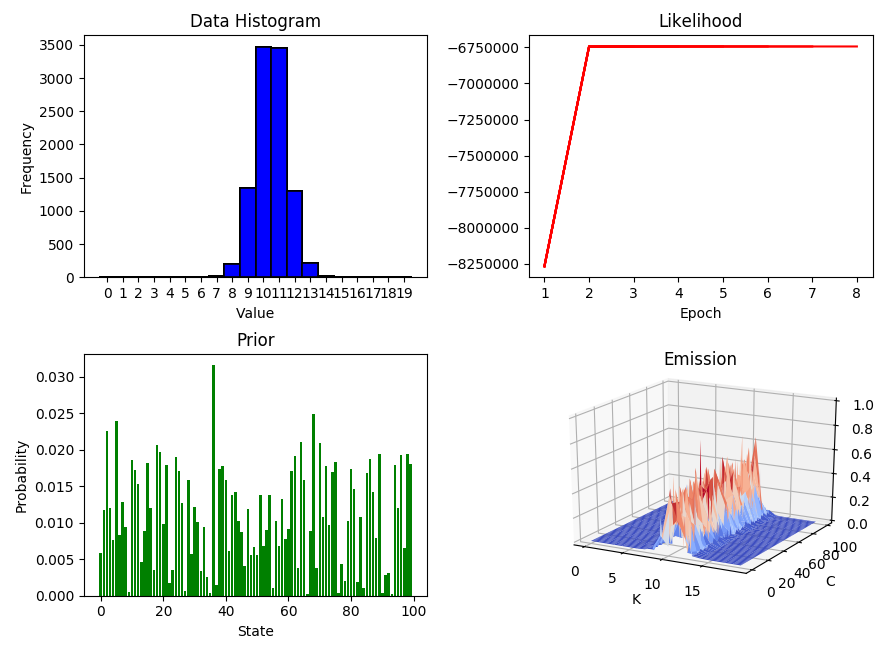 Data Histogram
Frequency
3500
3000
2500
2000
1500
1000
500
0
0 1 2 3 4 5 6 7 8 9 10 11 12 13 14 15 16 17 18 19
Value
Likelihood
−6750000
−7000000
−7250000
−7500000
−7750000
−8000000
−8250000
1 2 3 4 5 6 7 8
Epoch
Prior
Probability
0.030
0.025
0.020
0.015
0.010
0.005
0.000
0 20 40 60 80 100
State
Emission
1.0
0.8
0.6
0.4
0.2
0.0
0 5 10 15
K
0 20 40 60 80 100
C